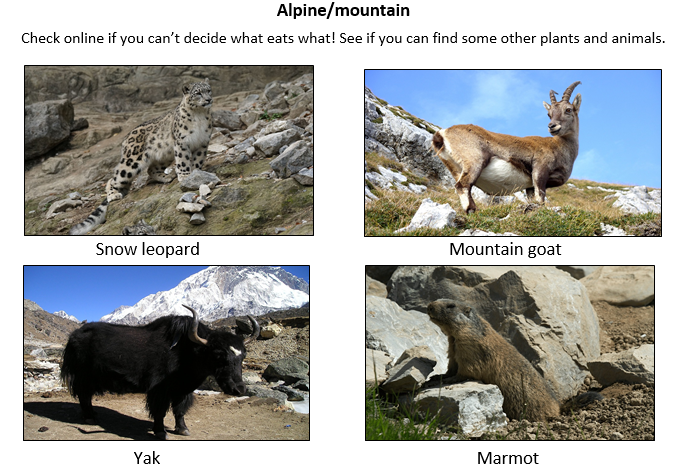 Alpine/mountain
Check online if you can’t decide what eats what! See if you can find some other plants and animals.
Snow leopard
Mountain goat
Yak
Marmot